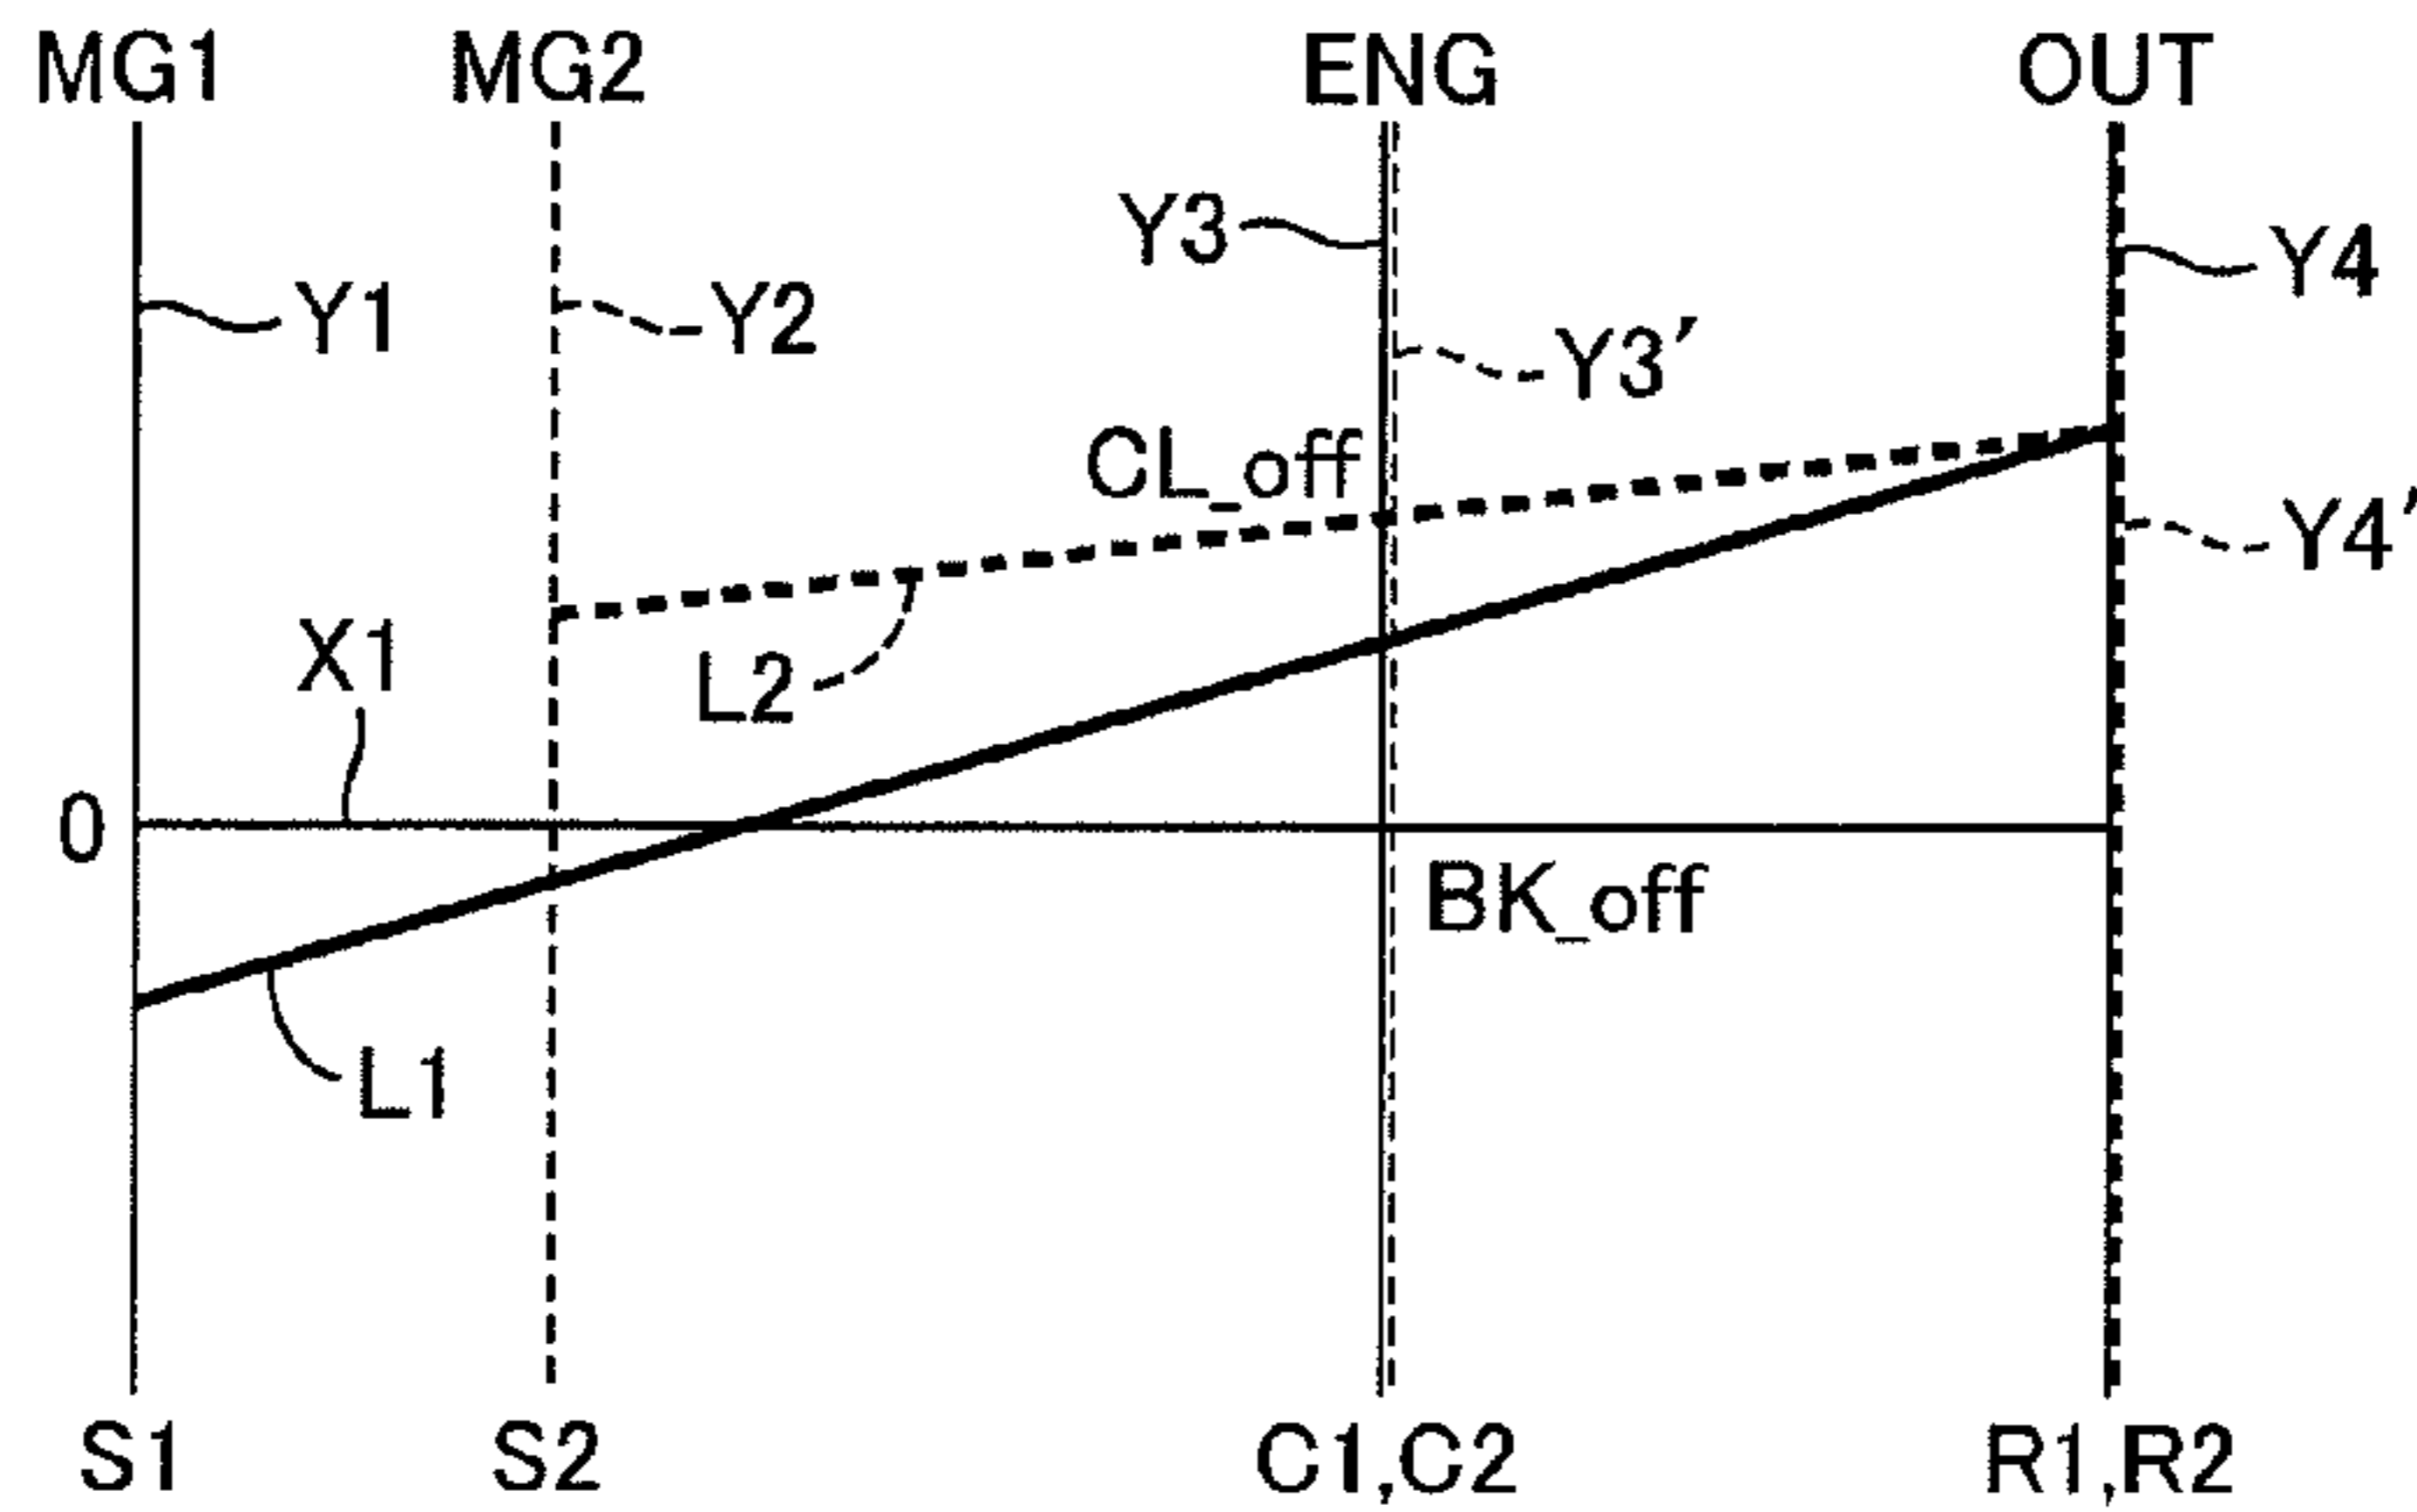 MG1 MG2 ENG OUT
Y3
Y4
Y1 Y2
Y3′
CL_off
Y4′
X1
L2
0
BK_off
L1
S1 S2 C1,C2 R1,R2